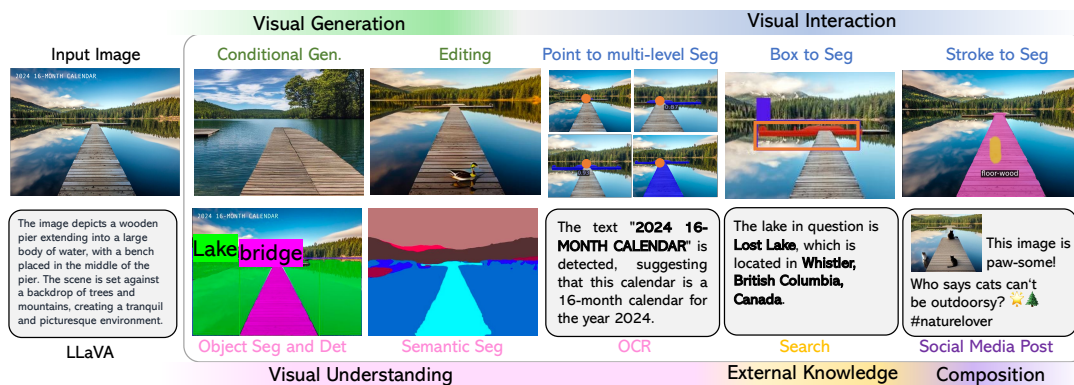 Visual Generation
Visual Interaction
Input Image
Conditional Gen.
Editing
Point to multi-level Seg
Box to Seg
Stroke to Seg
2024 16-MONTH CALENDAR
floor-wood
The image depicts a wooden
pier extending into a large
body of water, with a bench
placed in the middle of the
pier. The scene is set against
a backdrop of trees and
mountains, creating a tranquil
and picturesque environment.
2024 16-MONTH CALENDAR
Lake
bridge
The text "2024 16-
MONTH CALENDAR" is
detected, suggesting
that this calendar is a
16-month calendar for
the year 2024.
The lake in question is
Lost Lake, which is
located in Whistler,
British Columbia,
Canada.
This image is
paw-some!
Who says cats can't
be outdoorsy? 🌟🌲
#naturelover
LLaVA
Object Seg and Det
Semantic Seg
OCR
Search
Social Media Post
Visual Understanding
External Knowledge
Composition